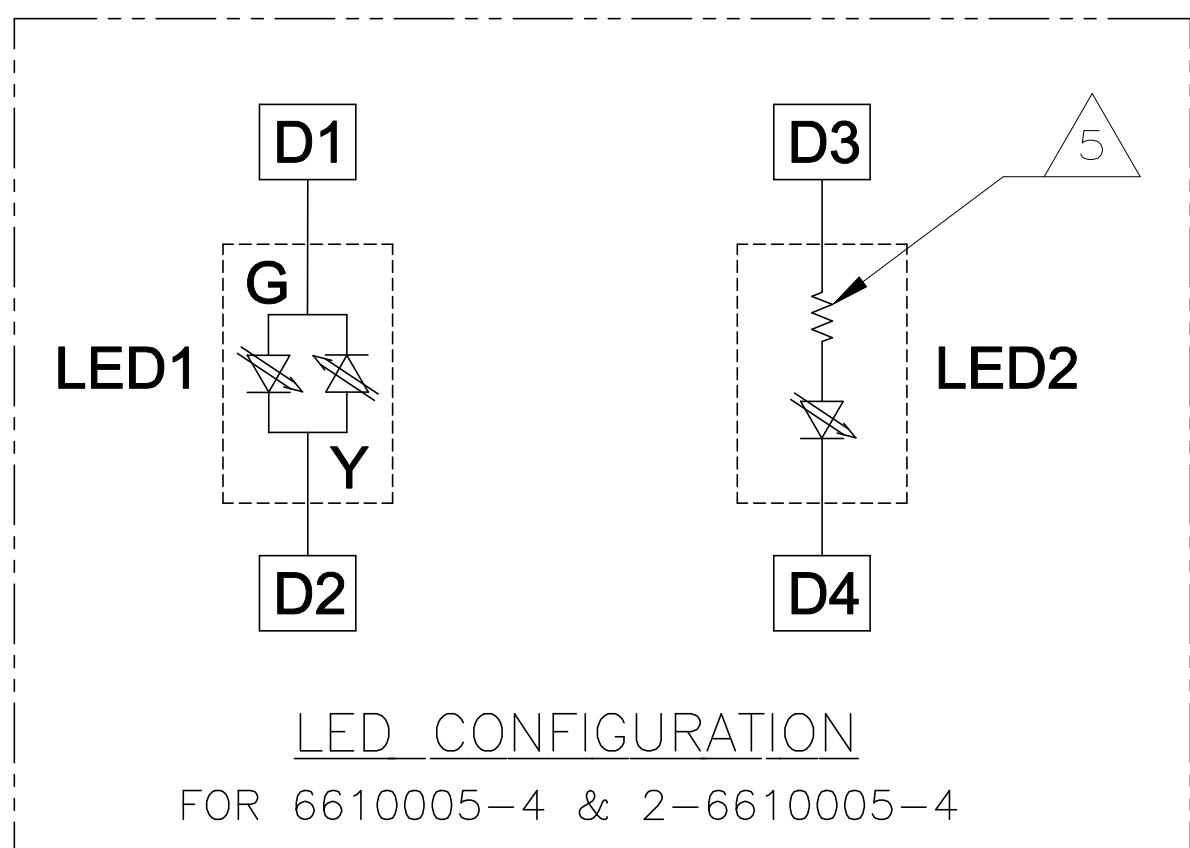 D1
D3
5
G
LED1
LED2
Y
D2
D4
LED CONFIGURATION
FOR 6610005-4 & 2-6610005-4